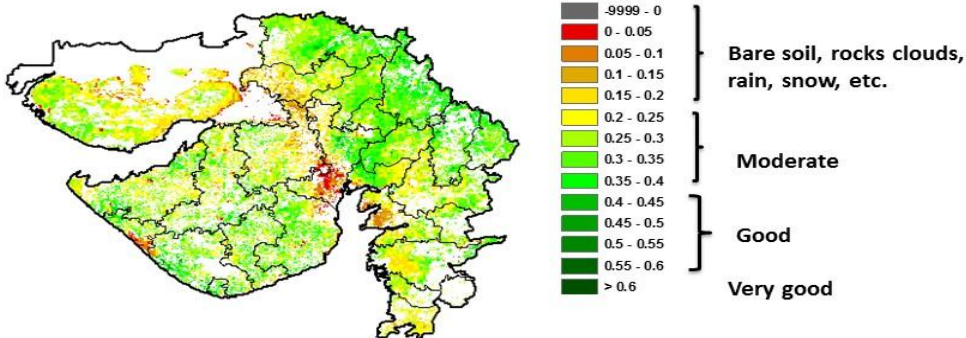 -9999 - 0
0 - 0.05
0.05 - 0.1
0.1 - 0.15
0.15 - 0.2
0.2 - 0.25
0.25 - 0.3
0.3 - 0.35
0.35 - 0.4
0.4 - 0.45
0.45 - 0.5
0.5 - 0.55
0.55 - 0.6
> 0.6
Bare soil, rocks clouds,
rain, snow, etc.
Moderate
Good
Very good